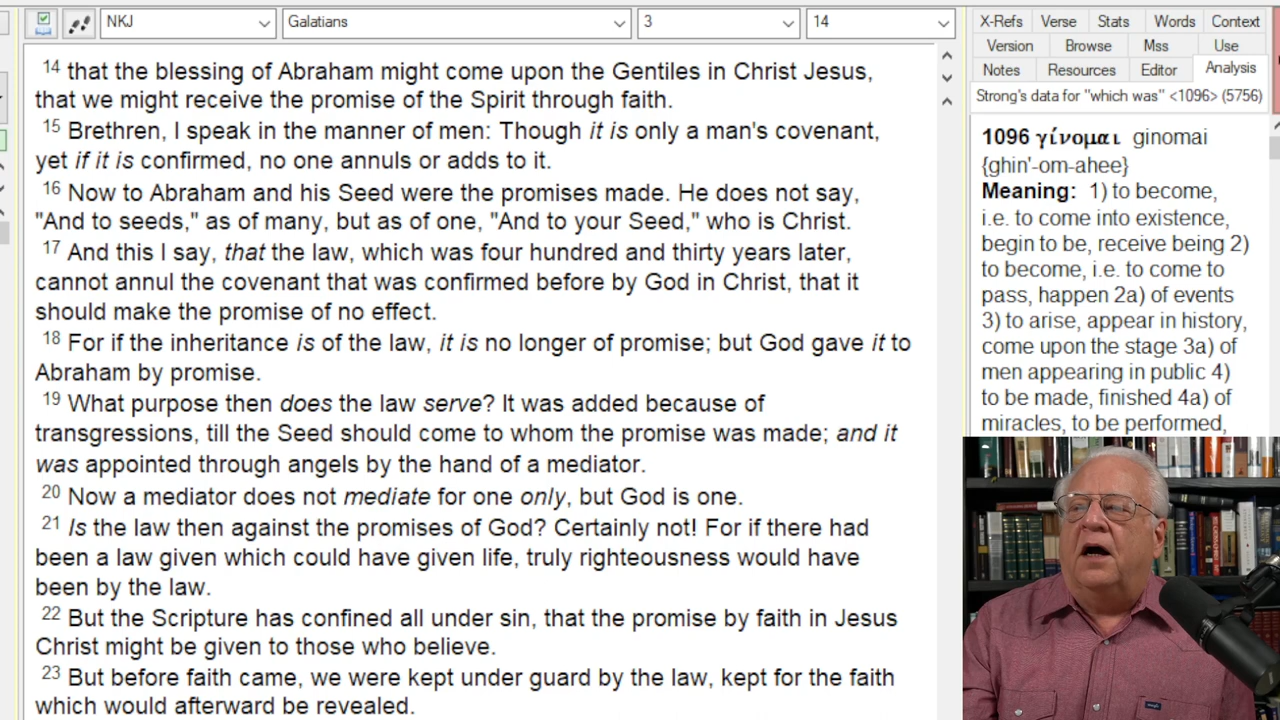 NKJ Galatians 3 14
14 that the blessing of Abraham might come upon the Gentiles in Christ Jesus,
that we might receive the promise of the Spirit through faith.
15 Brethren, I speak in the manner of men: Though it is only a man's covenant,
yet if it is confirmed, no one annuls or adds to it.
16 Now to Abraham and his Seed were the promises made. He does not say,
"And to seeds," as of many, but as of one, "And to your Seed," who is Christ.
17 And this I say, that the law, which was four hundred and thirty years later,
cannot annul the covenant that was confirmed before by God in Christ, that it
should make the promise of no effect.
18 For if the inheritance is of the law, it is no longer of promise; but God gave it to
Abraham by promise.
19 What purpose then does the law serve? It was added because of
transgressions, till the Seed should come to whom the promise was made; and it
was appointed through angels by the hand of a mediator.
20 Now a mediator does not mediate for one only, but God is one.
21 Is the law then against the promises of God? Certainly not! For if there had
been a law given which could have given life, truly righteousness would have
been by the law.
22 But the Scripture has confined all under sin, that the promise by faith in Jesus
Christ might be given to those who believe.
23 But before faith came, we were kept under guard by the law, kept for the faith
which would afterward be revealed.
X-Refs Verse Stats Words Context
Version Browse Mss Use
Notes Resources Editor Analysis
Strong's data for "which was" <1096> (5756)
1096 γίνομαι ginomai
{ghin'-om-ahee}
Meaning: 1) to become,
i.e. to come into existence,
begin to be, receive being 2)
to become, i.e. to come to
pass, happen 2a) of events
3) to arise, appear in history,
come upon the stage 3a) of
men appearing in public 4)
to be made, finished 4a) of
miracles, to be performed,